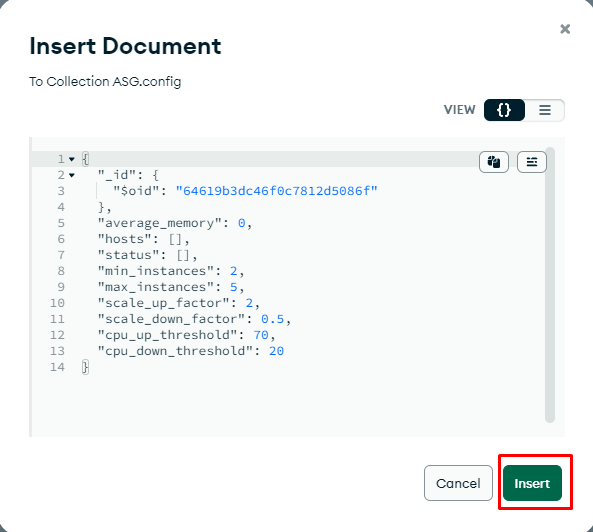 Insert Document
To Collection ASG.config
VIEW {}
1 {
2 "_id": {
3 "$oid": "64619b3dc46f0c7812d5086f"
4 },
5 "average_memory": 0,
6 "hosts": [],
7 "status": [],
8 "min_instances": 2,
9 "max_instances": 5,
10 "scale_up_factor": 2,
11 "scale_down_factor": 0.5,
12 "cpu_up_threshold": 70,
13 "cpu_down_threshold": 20
14 }
Cancel Insert